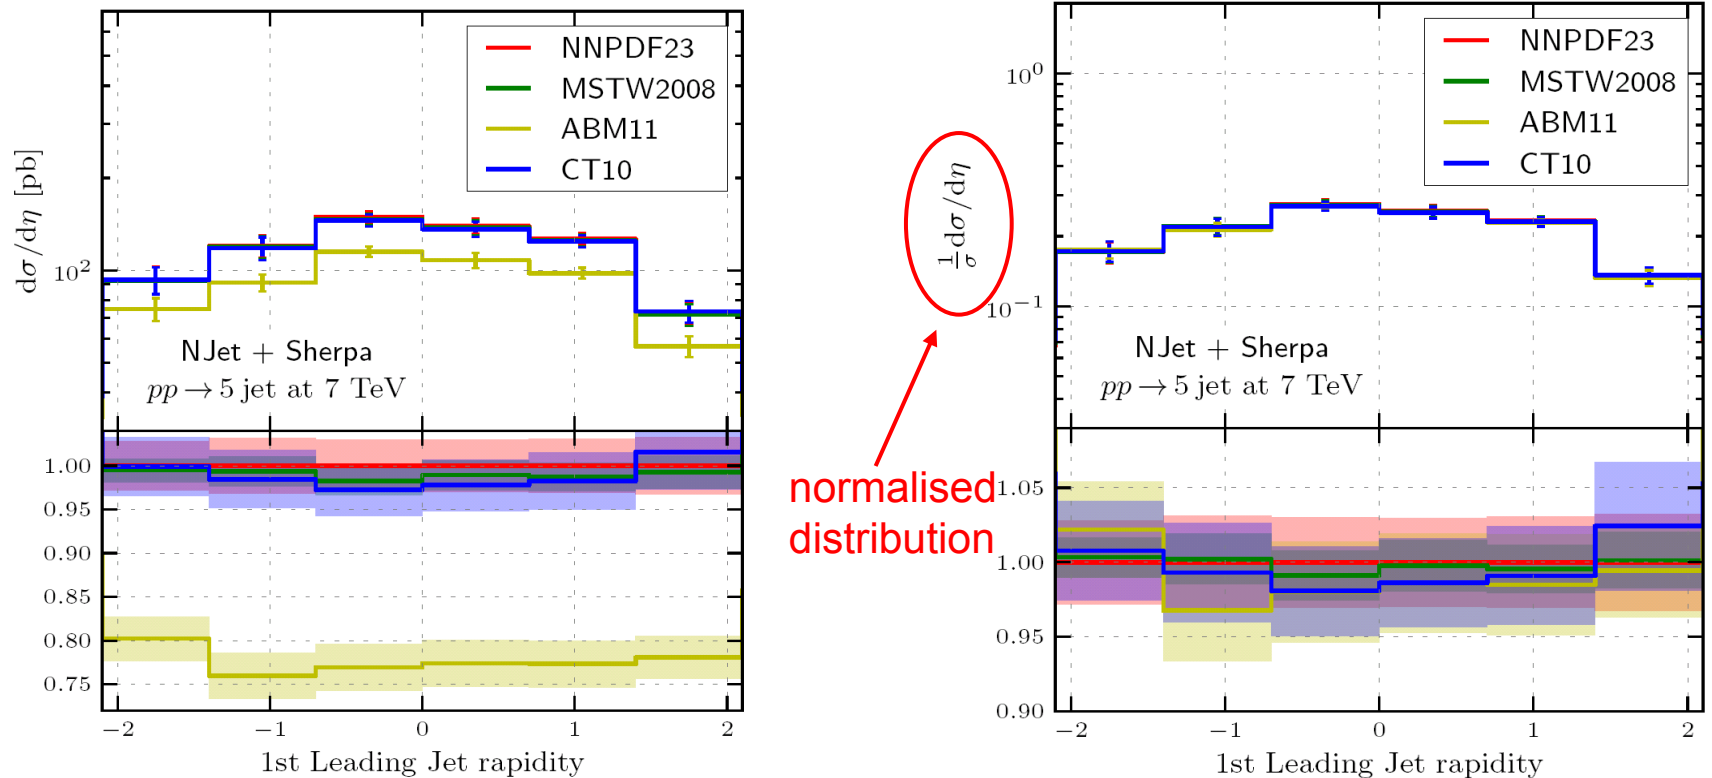 NNPDF23
MSTW2008
ABM11
CT10
dσ/dη [pb]
10²
NJet + Sherpa
pp → 5 jet at 7 TeV
1.00
0.95
0.90
0.85
0.80
0.75
−2 −1 0 1 2
1st Leading Jet rapidity
normalised
distribution
NNPDF23
MSTW2008
ABM11
CT10
1/σ dσ/dη
10⁰
10⁻¹
NJet + Sherpa
pp → 5 jet at 7 TeV
1.05
1.00
0.95
0.90
−2 −1 0 1 2
1st Leading Jet rapidity